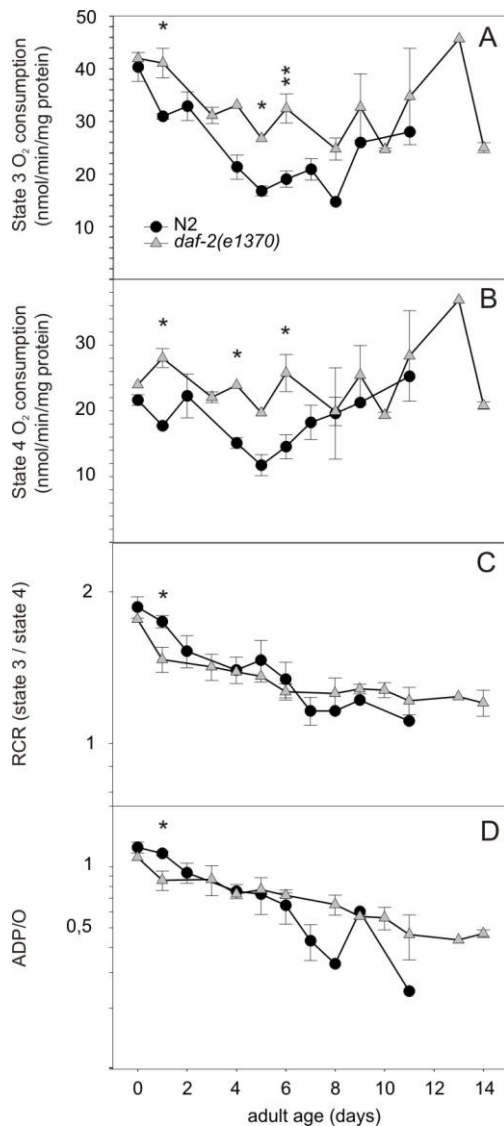 50
A
*
*
*
*
40
State 3 O₂ consumption
(nmol/min/mg protein)
30
20
N2
daf-2(e1370)
10
B
*
*
*
30
State 4 O₂ consumption
(nmol/min/mg protein)
20
10
C
2
*
RCR (state 3 / state 4)
1
D
*
1
ADP/O
0,5
0 2 4 6 8 10 12 14
adult age (days)